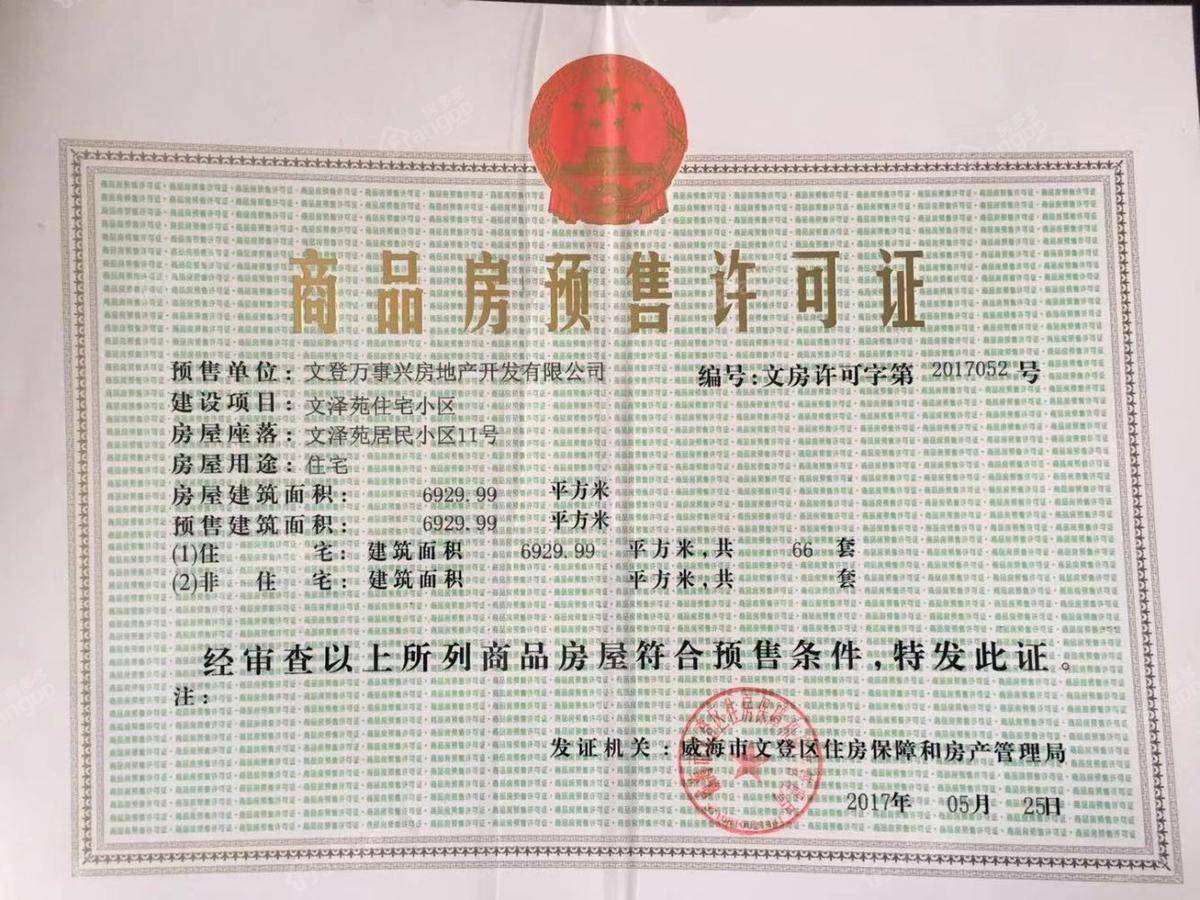 商品房预售许可证
预售单位：文登万事兴房地产开发有限公司 编号：文房许可字第 2017052 号
建设项目：文泽苑住宅小区
房屋座落：文泽苑居民小区11号
房屋用途：住宅
房屋建筑面积： 6929.99 平方米
预售建筑面积： 6929.99 平方米
(1)住 宅：建筑面积 6929.99 平方米，共 66 套
(2)非 住 宅：建筑面积 平方米，共 套
经审查以上所列商品房屋符合预售条件，特发此证。
注：
发证机关：威海市文登区住房保障和房产管理局
2017年 05月 25日